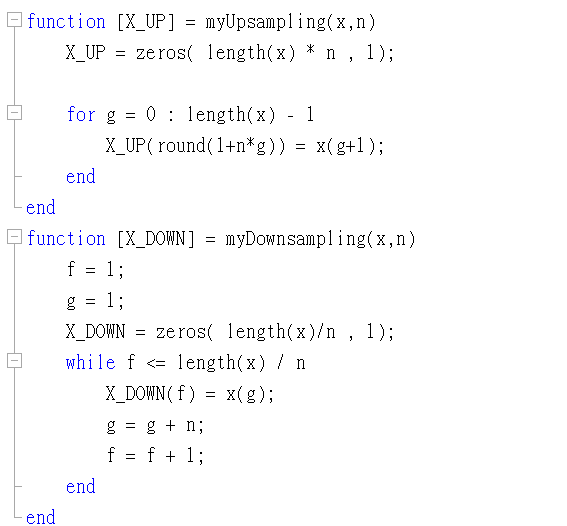 function [X_UP] = myUpsampling(x,n)
X_UP = zeros( length(x) * n , 1);
for g = 0 : length(x) - 1
X_UP(round(1+n*g)) = x(g+1);
end
end
function [X_DOWN] = myDownsampling(x,n)
f = 1;
g = 1;
X_DOWN = zeros( length(x)/n , 1);
while f <= length(x) / n
X_DOWN(f) = x(g);
g = g + n;
f = f + 1;
end
end